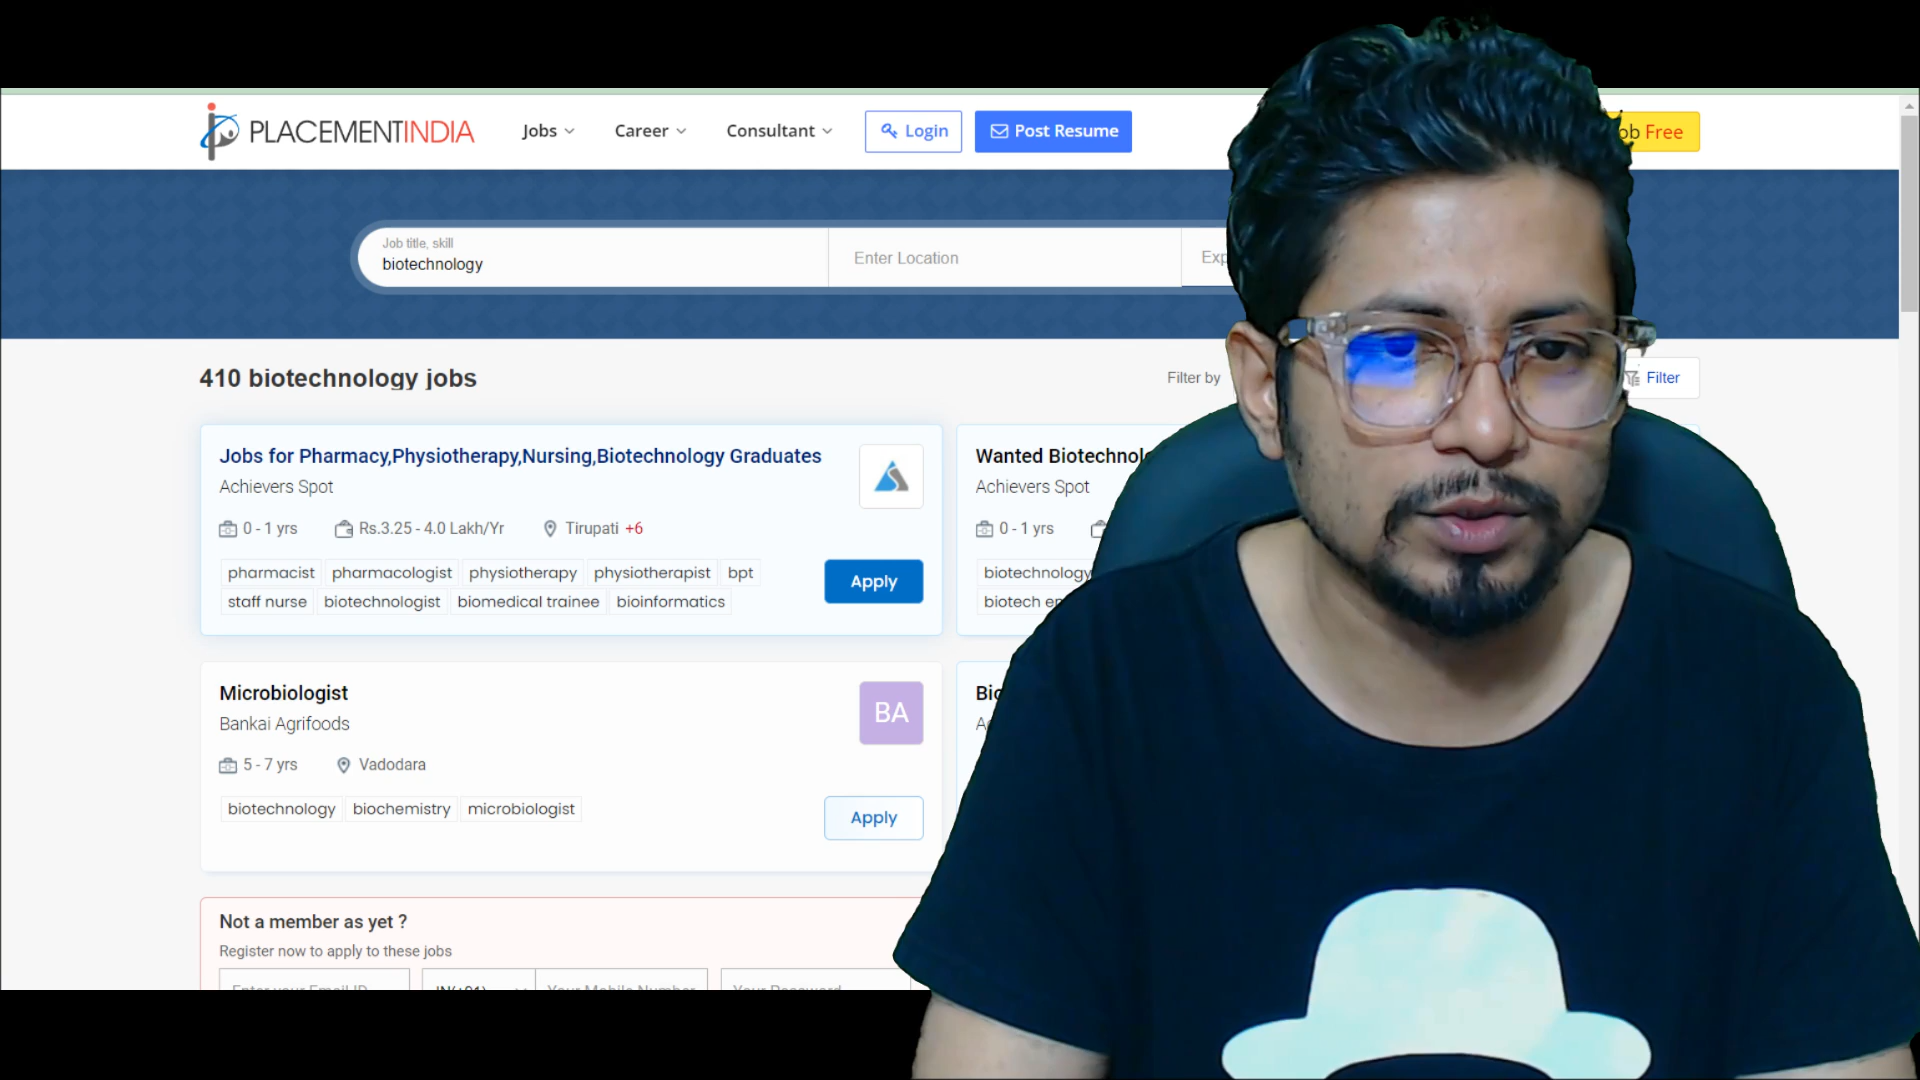 PLACEMENTINDIA
Jobs
Career
Consultant
Login
Post Resume
Free
Job title, skill
biotechnology
Enter Location
410 biotechnology jobs
Filter by
Filter
Jobs for Pharmacy,Physiotherapy,Nursing,Biotechnology Graduates
Achievers Spot
0 - 1 yrs
Rs.3.25 - 4.0 Lakh/Yr
Tirupati +6
pharmacist
pharmacologist
physiotherapy
physiotherapist
bpt
staff nurse
biotechnologist
biomedical trainee
bioinformatics
Apply
Wanted
Achievers Spot
0 - 1 yrs
biotechnology
biotech
Microbiologist
Bankai Agrifoods
BA
5 - 7 yrs
Vadodara
biotechnology
biochemistry
microbiologist
Apply
Not a member as yet ?
Register now to apply to these jobs